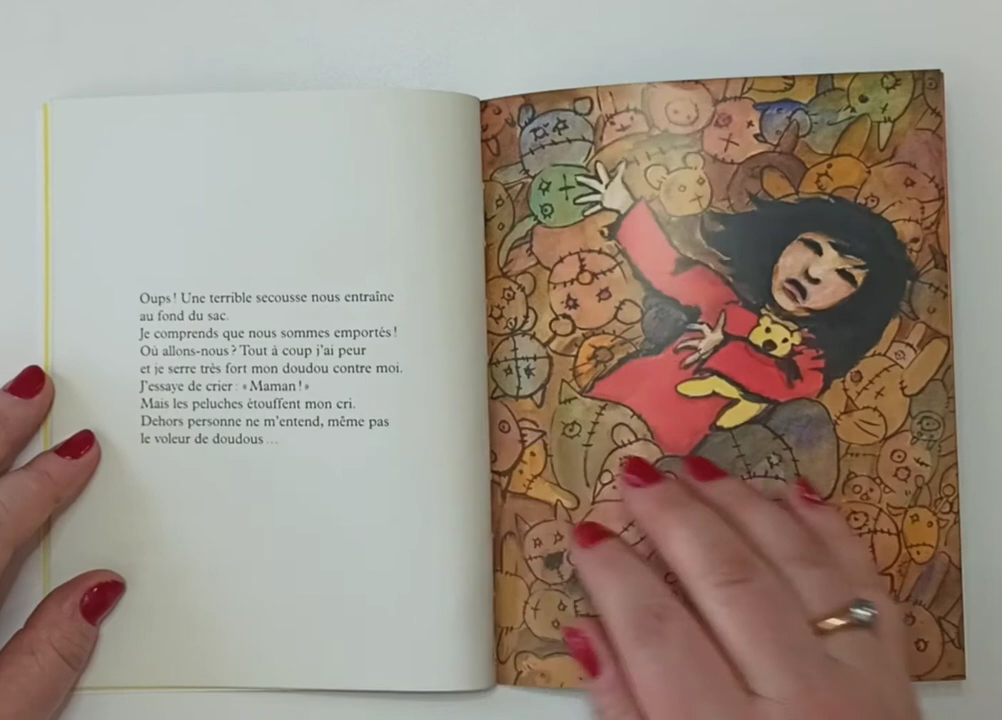 Oups ! Une terrible secousse nous entraîne
au fond du sac.
Je comprends que nous sommes emportés !
Où allons-nous ? Tout à coup j'ai peur
et je serre très fort mon doudou contre moi.
J'essaye de crier : « Maman ! »
Mais les peluches étouffent mon cri.
Dehors personne ne m'entend, même pas
le voleur de doudous ...